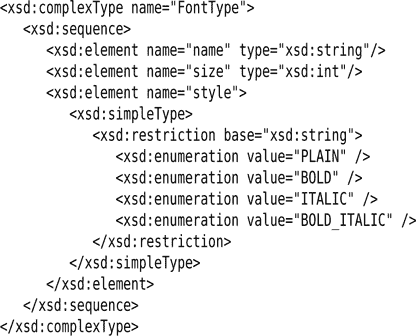 <xsd:complexType name="FontType">
   <xsd:sequence>
      <xsd:element name="name" type="xsd:string"/>
      <xsd:element name="size" type="xsd:int"/>
      <xsd:element name="style">
         <xsd:simpleType>
            <xsd:restriction base="xsd:string">
               <xsd:enumeration value="PLAIN" />
               <xsd:enumeration value="BOLD" />
               <xsd:enumeration value="ITALIC" />
               <xsd:enumeration value="BOLD_ITALIC" />
            </xsd:restriction>
         </xsd:simpleType>
      </xsd:element>
   </xsd:sequence>
</xsd:complexType>